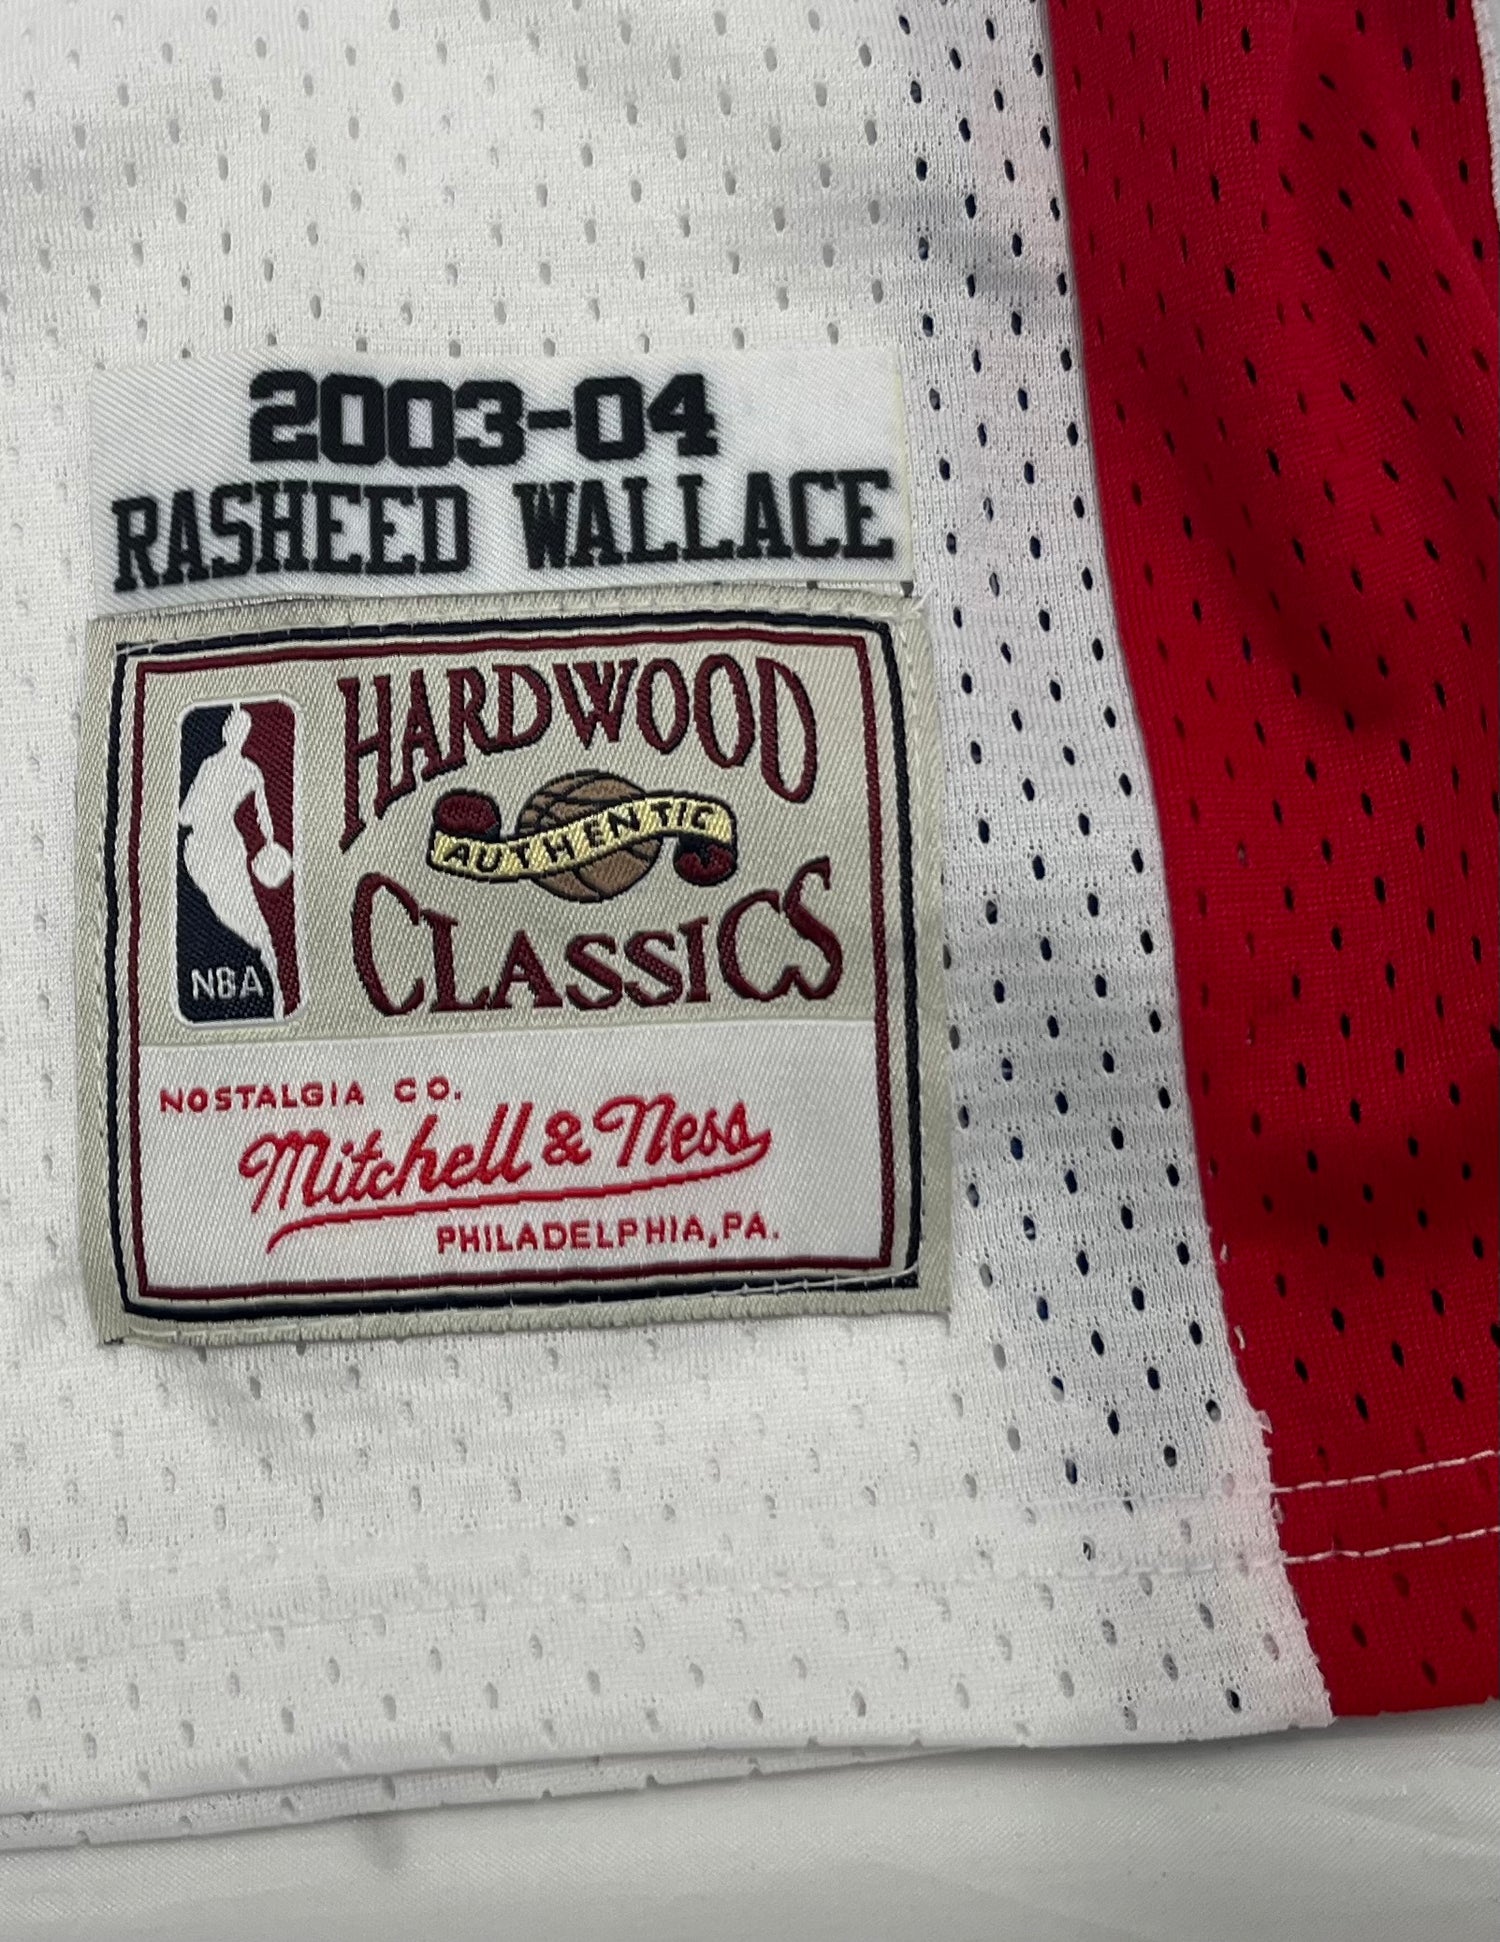 2003-04
RASHEED WALLACE
HARDWOOD
AUTHENTIC
CLASSICS
NBA
NOSTALGIA CO.
Mitchell & Ness
PHILADELPHIA, PA.